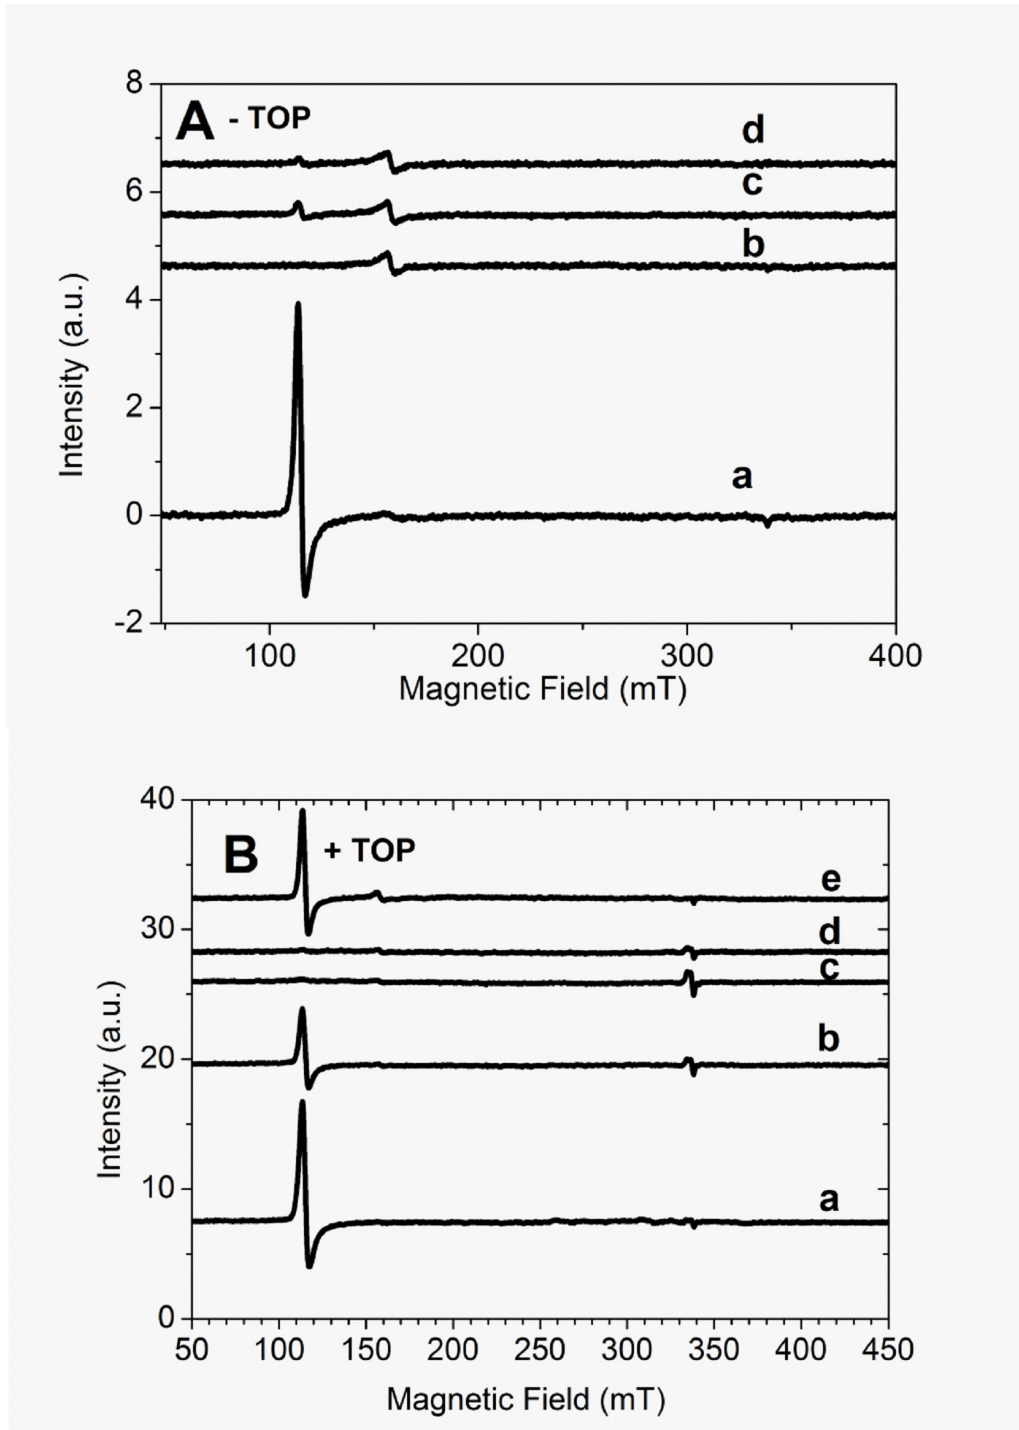 8
A - TOP
d
6
c
b
4
Intensity (a.u.)
2
a
0
-2
100 200 300 400
Magnetic Field (mT)
40
B + TOP
e
30
d
c
Intensity (a.u.)
b
20
a
10
0
50 100 150 200 250 300 350 400 450
Magnetic Field (mT)